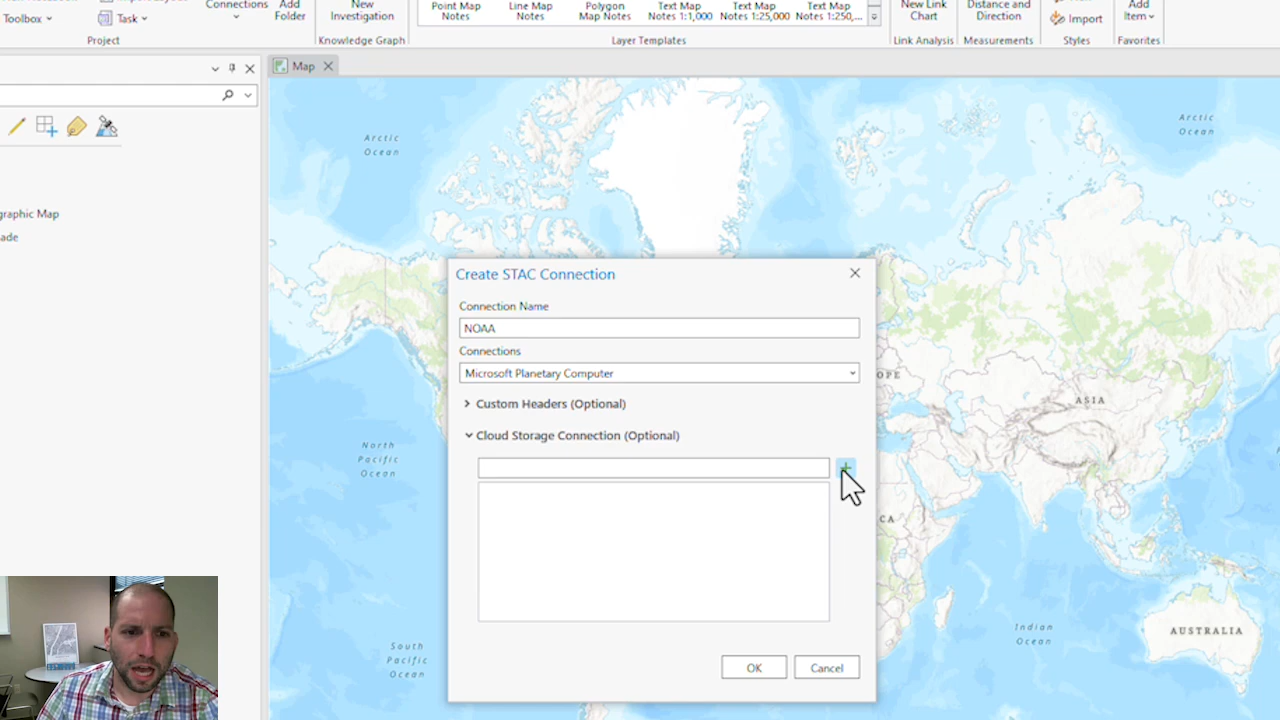 Connections
Add
Folder
New
Investigation
Point Map
Notes
Line Map
Notes
Polygon
Map Notes
Text Map
Notes 1:1,000
Text Map
Notes 1:25,000
Text Map
Notes 1:250,...
New Link
Chart
Distance and
Direction
Import
Add
Item
Toolbox
Task
Project
Knowledge Graph
Layer Templates
Link Analysis
Measurements
Styles
Favorites
Map
graphic Map
ade
Arctic
Ocean
Arctic
Ocean
North
Pacific
Ocean
South
Pacific
Ocean
OPE
ASIA
CA
Indian
Ocean
AUSTRALIA
Create STAC Connection
Connection Name
NOAA
Connections
Microsoft Planetary Computer
Custom Headers (Optional)
Cloud Storage Connection (Optional)
OK
Cancel